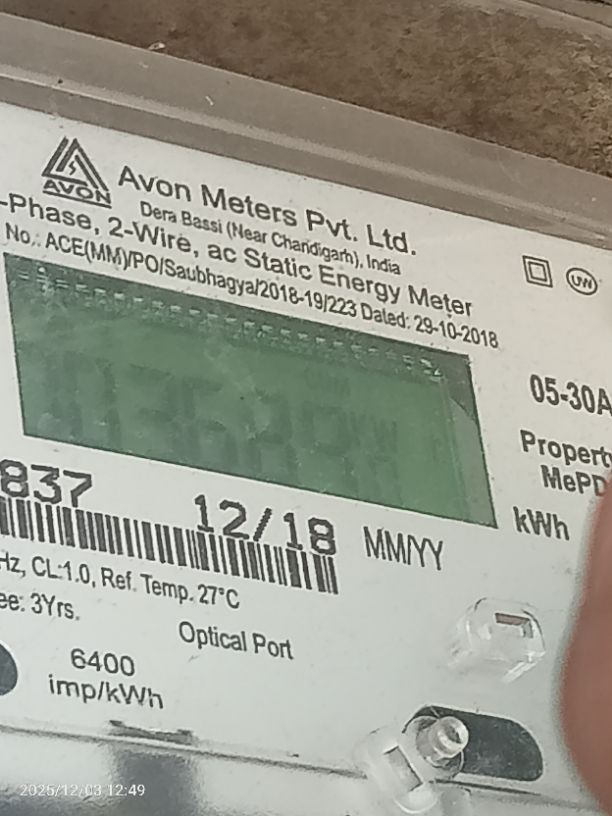 AVON
Avon Meters Pvt. Ltd.
Dera Bassi (Near Chandigarh), India
-Phase, 2-Wire, ac Static Energy Meter
No.: ACE(MM)/PO/Saubhagya/2018-19/223 Dated: 29-10-2018
UW
05-30A
Property
MePD
kWh
837 12/18 MM/YY
Hz, CL:1.0, Ref. Temp. 27°C
ee: 3Yrs.
Optical Port
6400
imp/kWh
2025/12/03 12:49